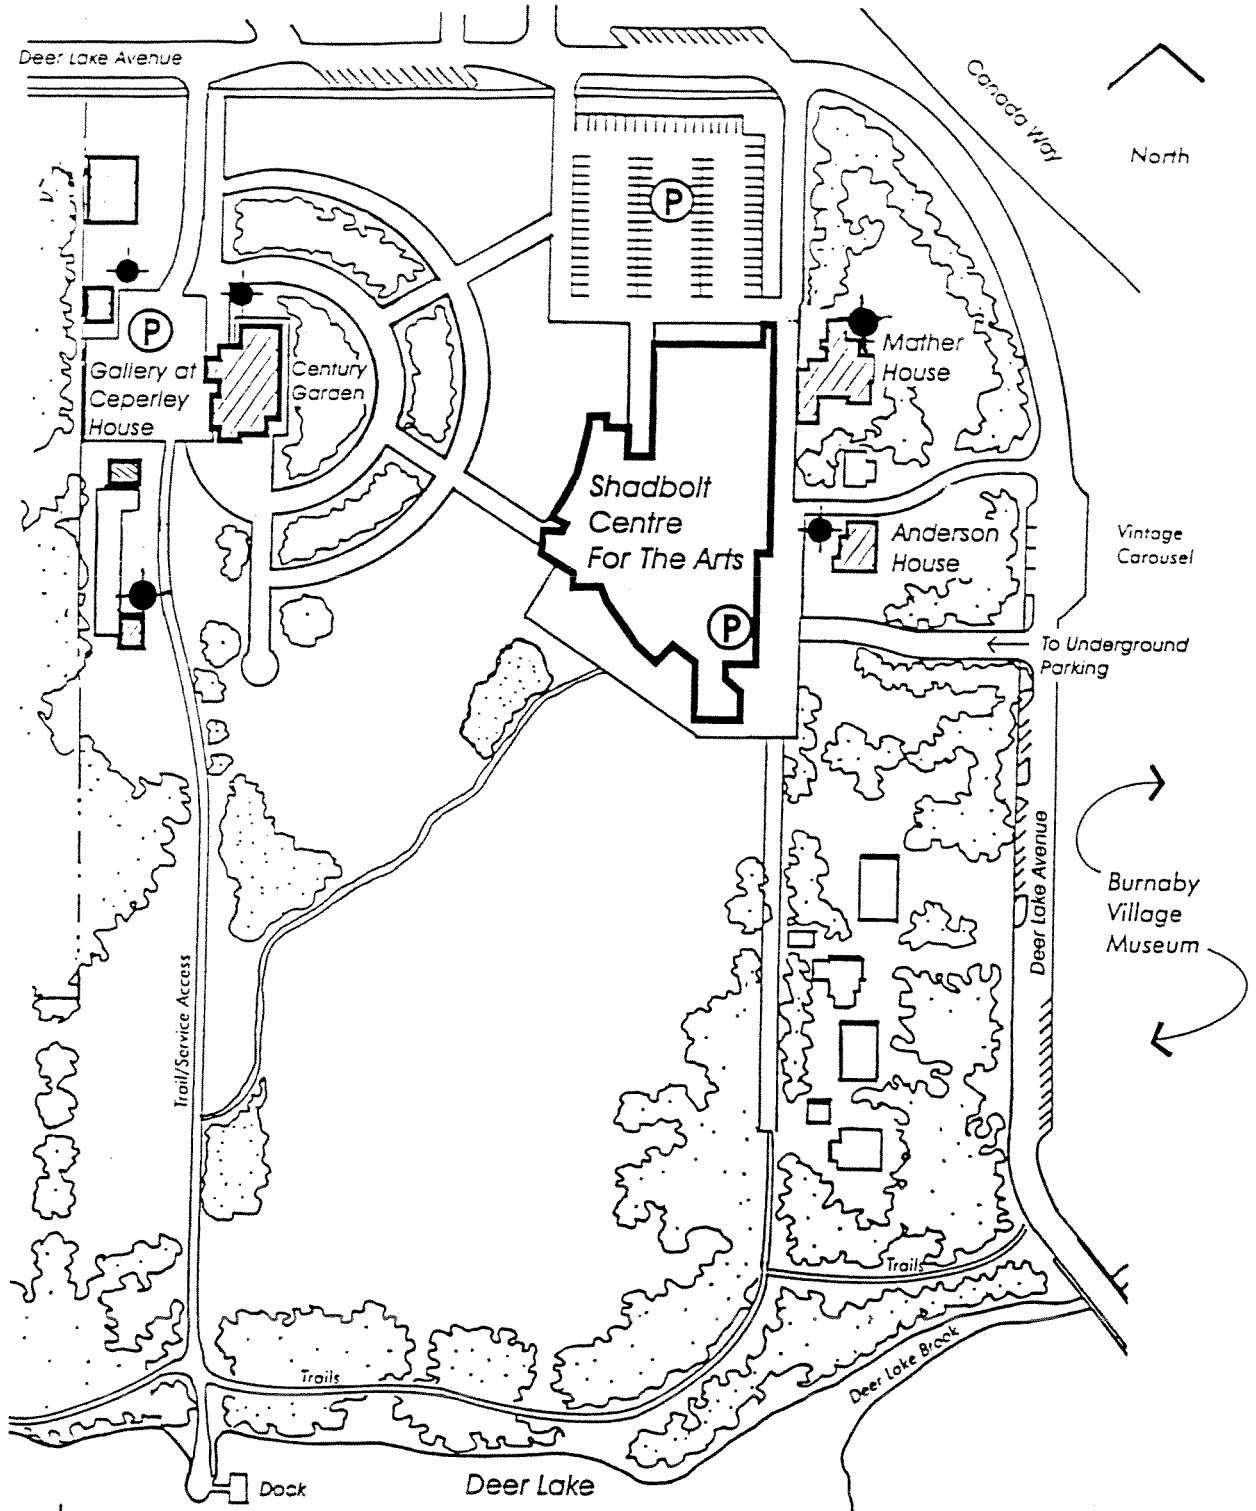 Deer Lake Avenue
Canada Way
North
P
P
Gallery at
Ceperley
House
Century
Garden
Mather
House
Shadbolt
Centre
For The Arts
P
Anderson
House
Vintage
Carousel
To Underground
Parking
Deer Lake Avenue
Burnaby
Village
Museum
Trail/Service Access
Trails
Trails
Deer Lake Brook
Dock
Deer Lake